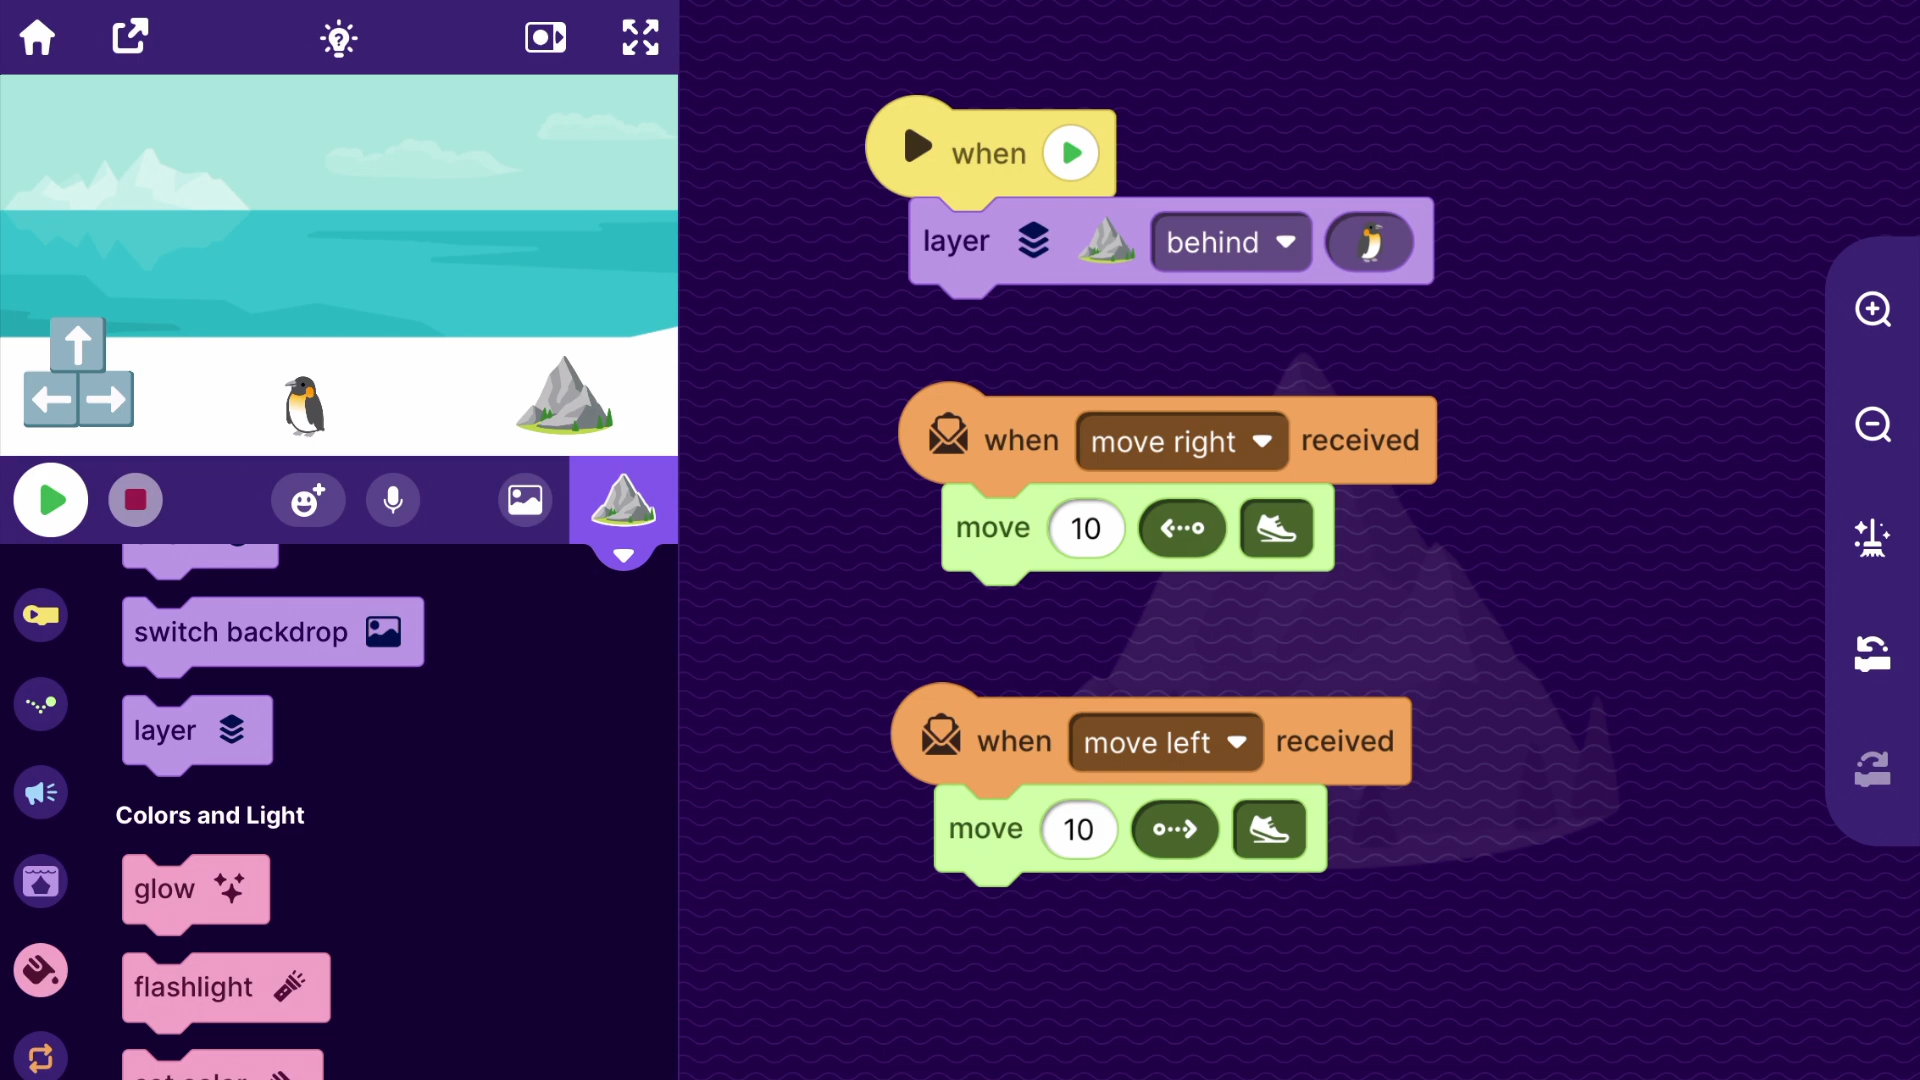 when
layer behind
when move right received
move 10
when move left received
move 10
switch backdrop
layer
Colors and Light
glow
flashlight